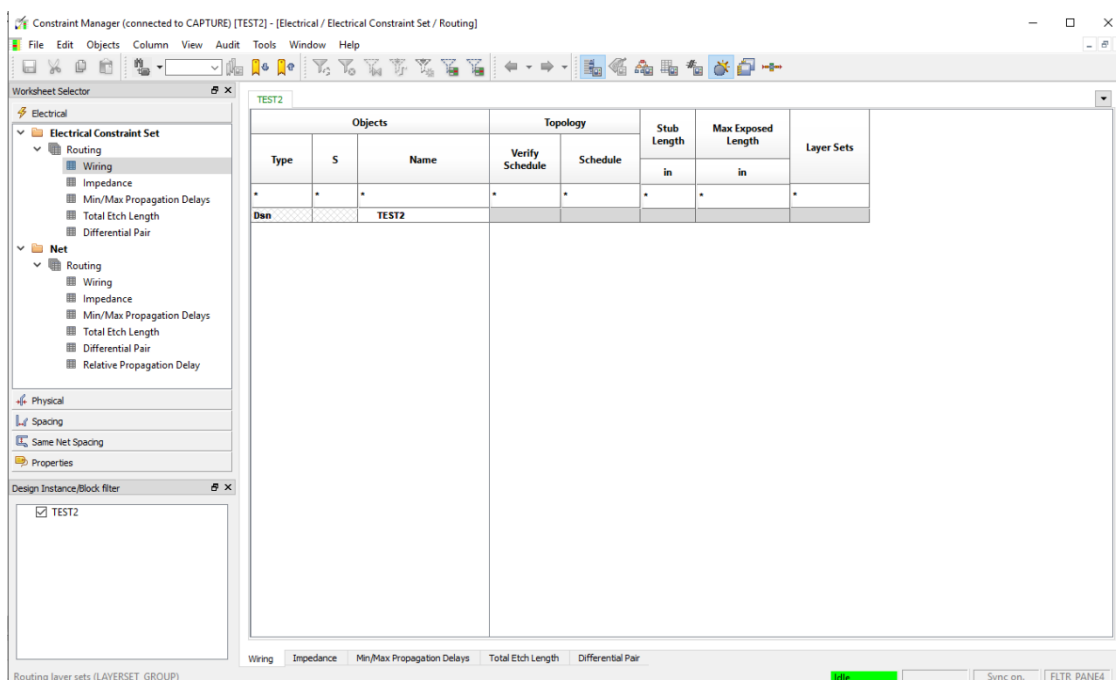 Constraint Manager (connected to CAPTURE) [TEST2] - [Electrical / Electrical Constraint Set / Routing]
File Edit Objects Column View Audit Tools Window Help
Worksheet Selector
Electrical
Electrical Constraint Set
Routing
Wiring
Impedance
Min/Max Propagation Delays
Total Etch Length
Differential Pair
Net
Routing
Wiring
Impedance
Min/Max Propagation Delays
Total Etch Length
Differential Pair
Relative Propagation Delay
Physical
Spacing
Same Net Spacing
Properties
Design Instance/Block filter
TEST2
TEST2
Objects Topology Stub Length Max Exposed Length Layer Sets
Type S Name Verify Schedule Schedule in in
* * * * * * * *
Dsn TEST2
Wiring Impedance Min/Max Propagation Delays Total Etch Length Differential Pair
Routing layer sets (LAYERSET_GROUP) Idle Sync on. FLTR_PANE4